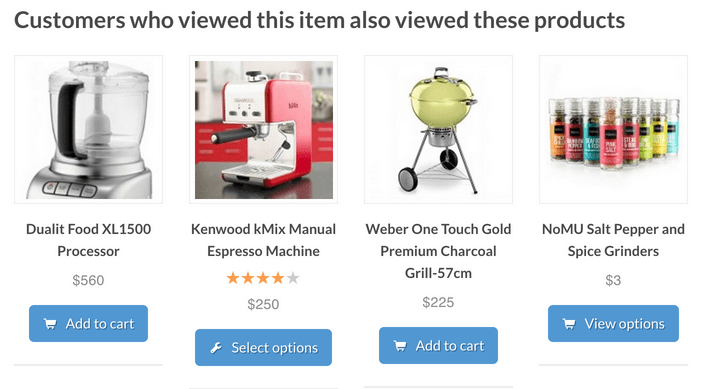 Customers who viewed this item also viewed these products
Dualit Food XL1500
Processor
$560
Add to cart
Kenwood kMix Manual
Espresso Machine
$250
Select options
Weber One Touch Gold
Premium Charcoal
Grill-57cm
$225
Add to cart
NoMU Salt Pepper and
Spice Grinders
$3
View options